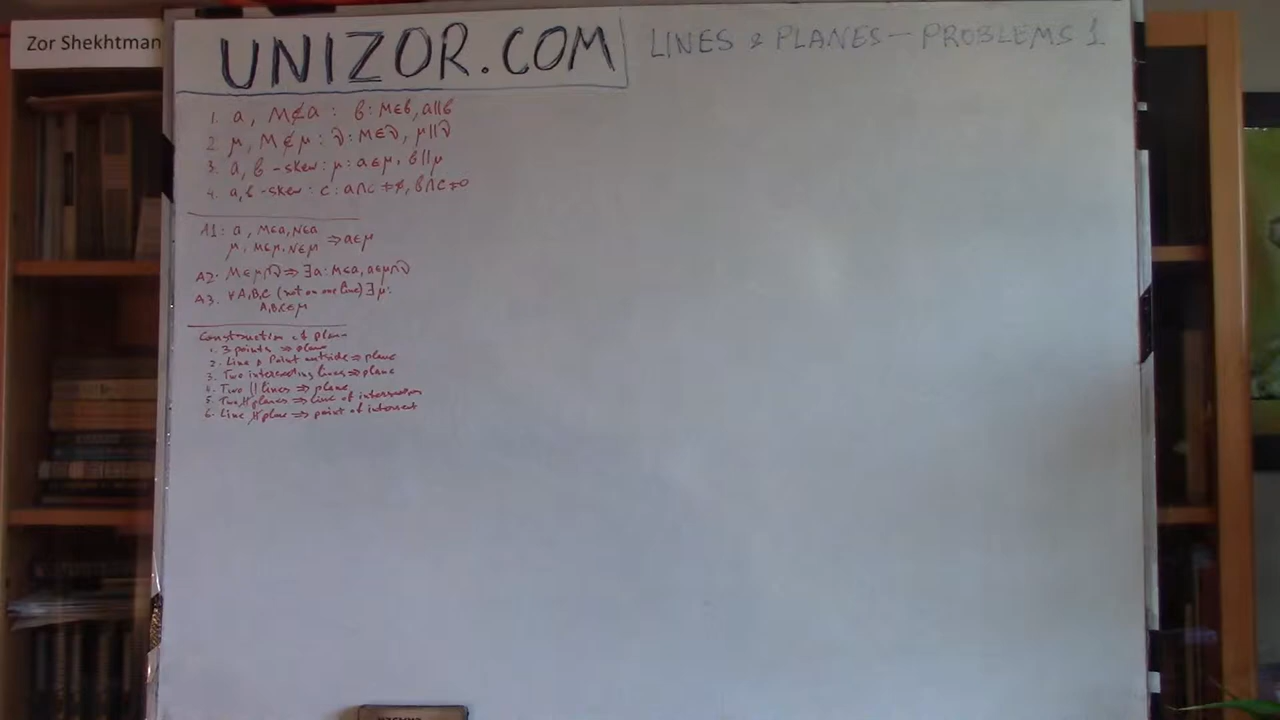 Zor Shekhtman
UNIZOR.COM
LINES & PLANES — PROBLEMS 1
1. a, M∉a : b: M∈b, a∥b
2. μ, M∉μ : ν: M∈ν, μ∥ν
3. a, b - skew : μ: a∈μ, b∥μ
4. a, b - skew : c: a∩c ≠ ∅, b∩c ≠ 0
A1: a, M∈a, N∈a
μ, M∈μ, N∈μ ⇒ a∈μ
A2. M∈μ∩ν ⇒ ∃a: M∈a, a∈μ∩ν
A3. ∀A,B,C (not on one line) ∃μ:
A,B,C∈μ
Construction of plane
1. 3 points ⇒ plane
2. Line & Point outside ⇒ plane
3. Two intersecting lines ⇒ plane
4. Two ∥ lines ⇒ plane
5. Two ∦ planes ⇒ line of intersection
6. Line ∦ plane ⇒ point of intersect